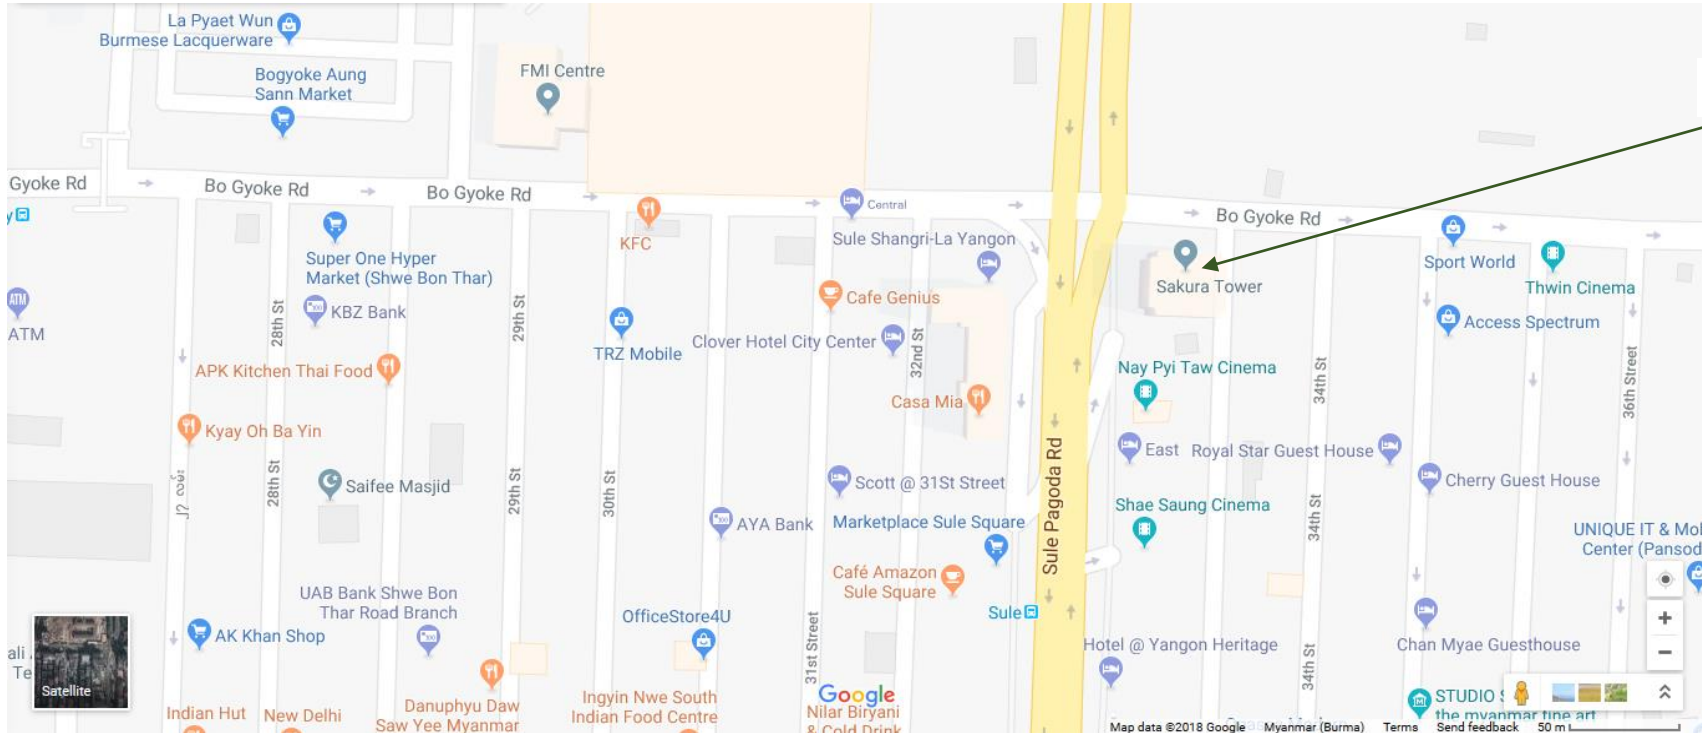 La Pyaet Wun
Burmese Lacquerware
Bogyoke Aung
Sann Market
FMI Centre
Gyoke Rd
Bo Gyoke Rd
Bo Gyoke Rd
Bo Gyoke Rd
Central
KFC
Sule Shangri-La Yangon
Super One Hyper
Market (Shwe Bon Thar)
Sakura Tower
Sport World
Thwin Cinema
ATM
ATM
KBZ Bank
28th St
29th St
Cafe Genius
Access Spectrum
TRZ Mobile
Clover Hotel City Center
32nd St
APK Kitchen Thai Food
Nay Pyi Taw Cinema
34th St
36th Street
Casa Mia
Kyay Oh Ba Yin
East
Royal Star Guest House
Saifee Masjid
28th St
29th St
30th St
Scott @ 31St Street
Sule Pagoda Rd
Cherry Guest House
AYA Bank
Marketplace Sule Square
Shae Saung Cinema
34th St
UNIQUE IT & Mol
Center (Pansod
Café Amazon
Sule Square
UAB Bank Shwe Bon
Thar Road Branch
OfficeStore4U
Sule
AK Khan Shop
31st Street
Hotel @ Yangon Heritage
34th St
Chan Myae Guesthouse
Satellite
Danuphyu Daw
Saw Yee Myanmar
Ingyin Nwe South
Indian Food Centre
Google
Nilar Biryani
& Cold Drink
STUDIO S
the myanmar fine art
Indian Hut
New Delhi
Map data ©2018 Google
Myanmar (Burma)
Terms
Send feedback
50 m